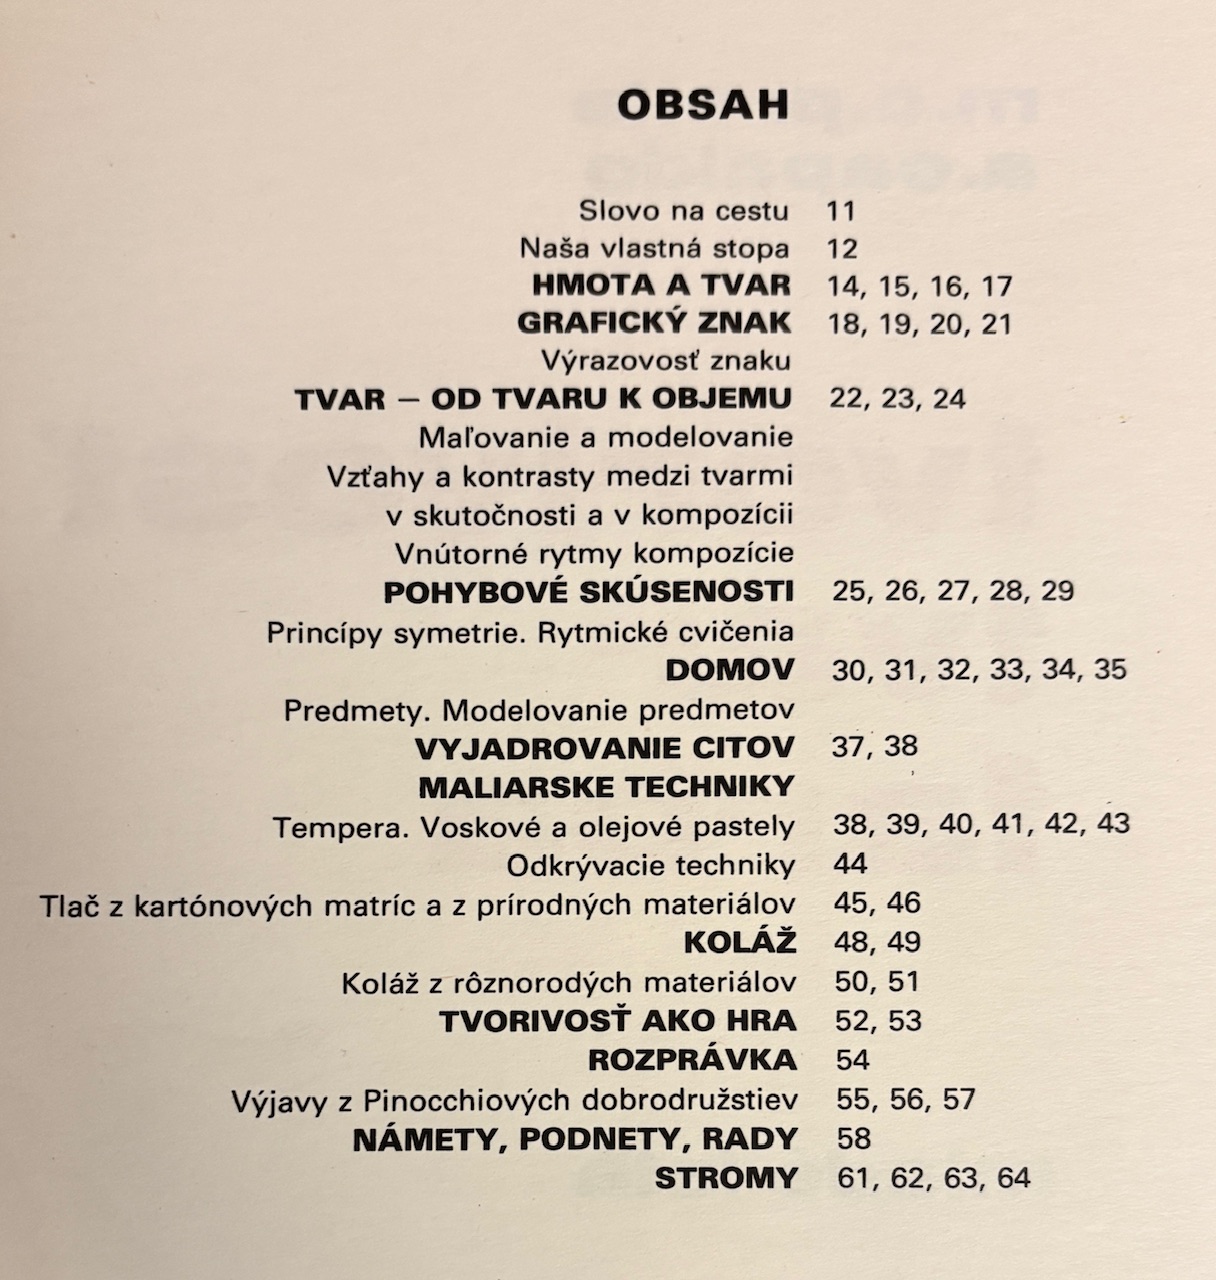 OBSAH
Slovo na cestu 11
Naša vlastná stopa 12
HMOTA A TVAR 14, 15, 16, 17
GRAFICKÝ ZNAK 18, 19, 20, 21
Výrazovosť znaku
TVAR — OD TVARU K OBJEMU 22, 23, 24
Maľovanie a modelovanie
Vzťahy a kontrasty medzi tvarmi
v skutočnosti a v kompozícii
Vnútorné rytmy kompozície
POHYBOVÉ SKÚSENOSTI 25, 26, 27, 28, 29
Princípy symetrie. Rytmické cvičenia
DOMOV 30, 31, 32, 33, 34, 35
Predmety. Modelovanie predmetov
VYJADROVANIE CITOV 37, 38
MALIARSKE TECHNIKY
Tempera. Voskové a olejové pastely 38, 39, 40, 41, 42, 43
Odkrývacie techniky 44
Tlač z kartónových matríc a z prírodných materiálov 45, 46
KOLÁŽ 48, 49
Koláž z rôznorodých materiálov 50, 51
TVORIVOSŤ AKO HRA 52, 53
ROZPRÁVKA 54
Výjavy z Pinocchiových dobrodružstiev 55, 56, 57
NÁMETY, PODNETY, RADY 58
STROMY 61, 62, 63, 64